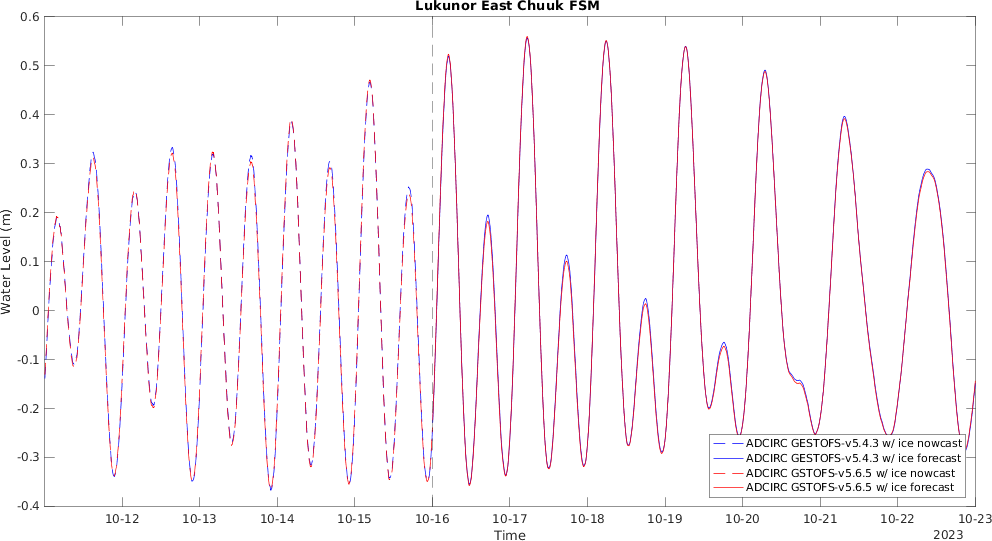 Lukunor East Chuuk FSM
0.6
0.5
0.4
0.3
0.2
0.1
0
-0.1
-0.2
-0.3
-0.4
Water Level (m)
ADCIRC GESTOFS-v5.4.3 w/ ice nowcast
ADCIRC GESTOFS-v5.4.3 w/ ice forecast
ADCIRC GSTOFS-v5.6.5 w/ ice nowcast
ADCIRC GSTOFS-v5.6.5 w/ ice forecast
10-12 10-13 10-14 10-15 10-16 10-17 10-18 10-19 10-20 10-21 10-22 10-23
Time
2023